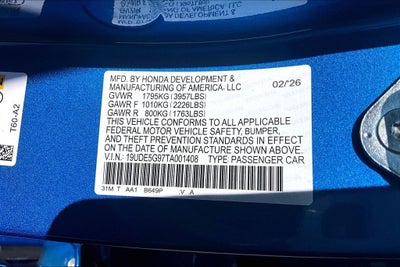 MFD. BY HONDA DEVELOPMENT &
MANUFACTURING OF AMERICA, LLC
02/26
GVWR 1795KG (3957LBS)
GAWR F 1010KG (2226LBS)
GAWR R 800KG (1763LBS)
THIS VEHICLE CONFORMS TO ALL APPLICABLE
FEDERAL MOTOR VEHICLE SAFETY, BUMPER,
AND THEFT PREVENTION STANDARDS IN
EFFECT ON THE DATE OF
MANUFACTURE SHOWN ABOVE.
V.I.N.: 19UDE5G97TA001408 TYPE: PASSENGER CAR
31M T AA1 B649P V A
T60-A2